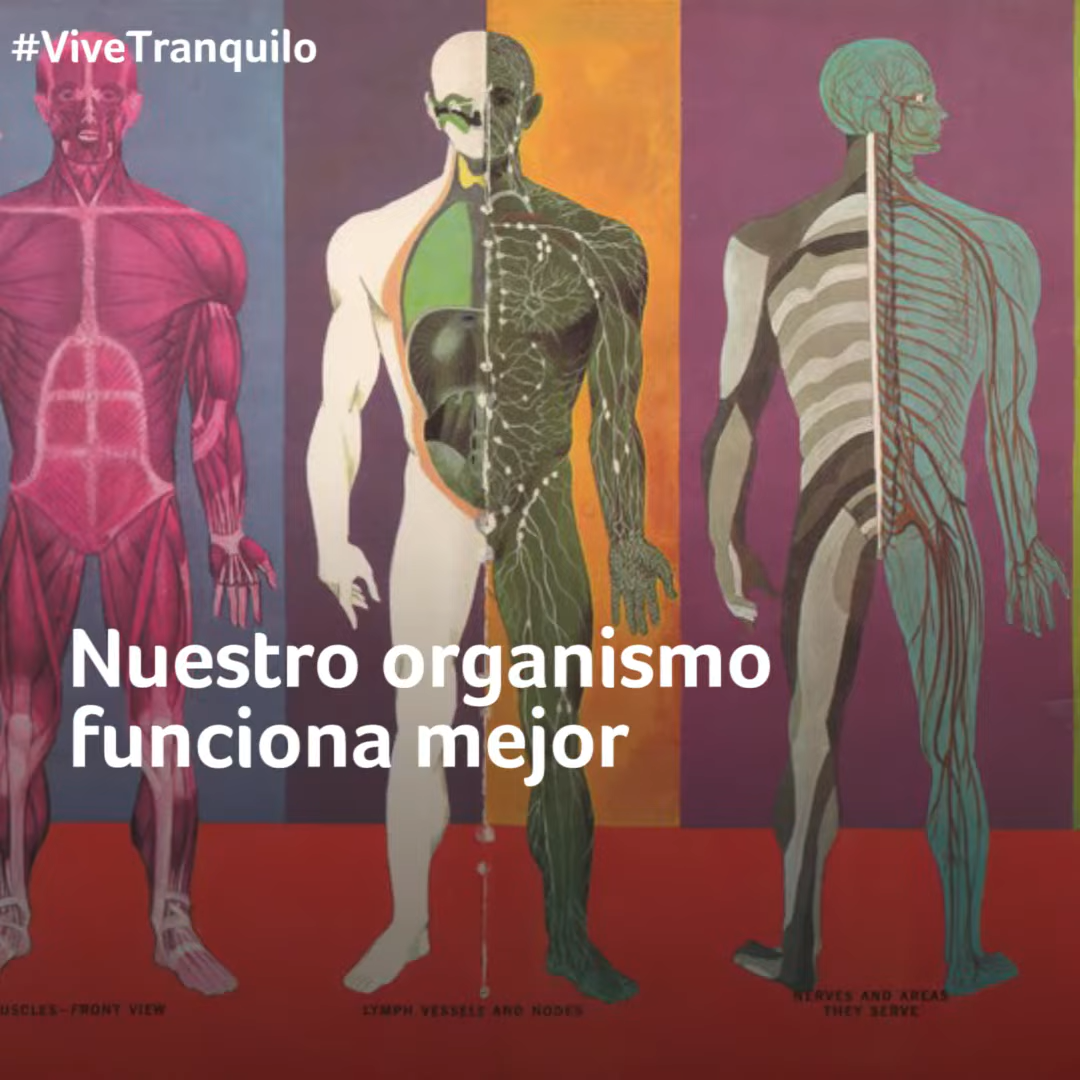 #ViveTranquilo
Nuestro organismo
funciona mejor
USCLES-FRONT VIEW
LYMPH VESSELS AND NODES
NERVES AND AREAS
THEY SERVE